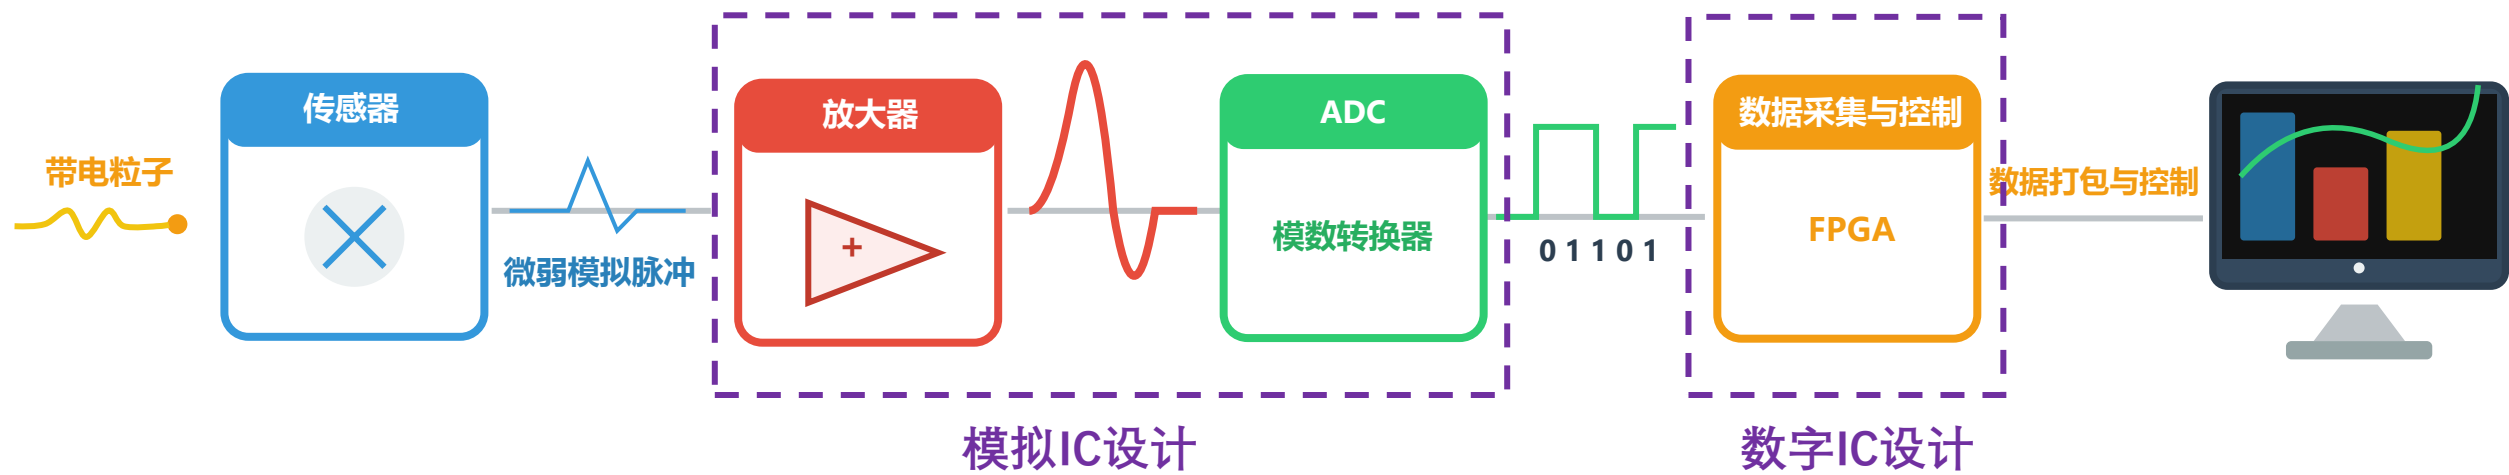 带电粒子
传感器
微弱模拟脉冲
放大器
+
ADC
模数转换器
0 1 1 0 1
数据采集与控制
FPGA
数据打包与控制
模拟IC设计
数字IC设计